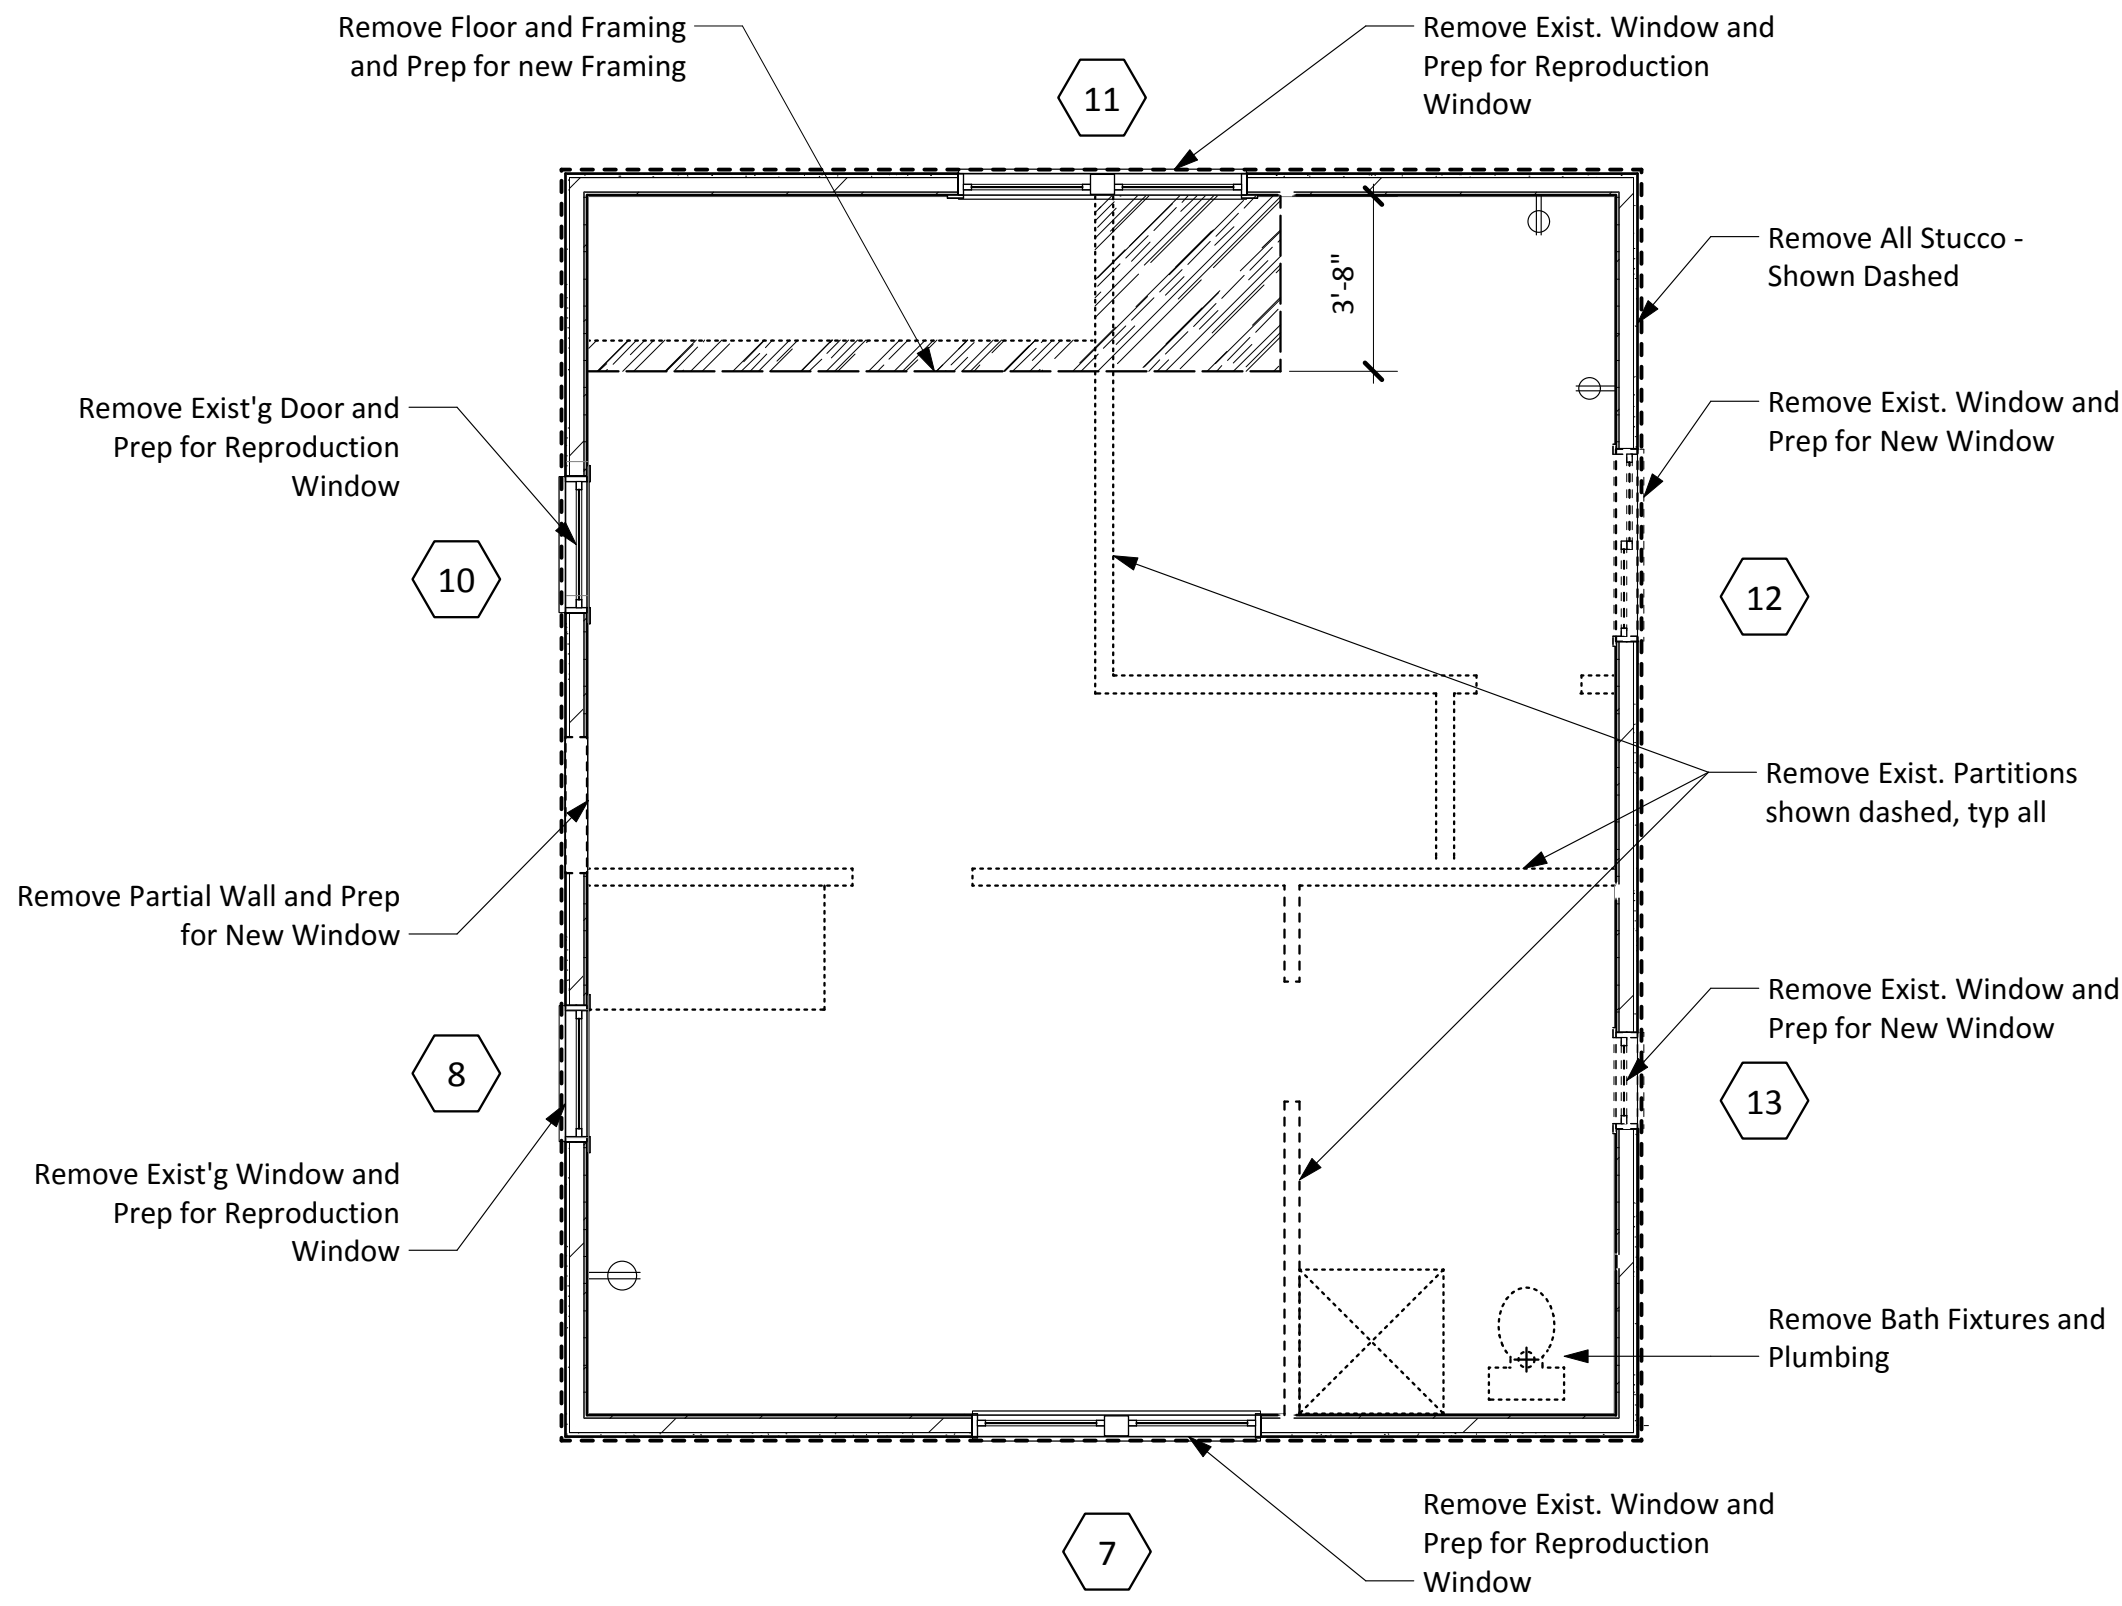 Remove Floor and Framing
and Prep for new Framing
Remove Exist. Window and
Prep for Reproduction
Window
11
Remove All Stucco -
Shown Dashed
3'-8"
Remove Exist'g Door and
Prep for Reproduction
Window
Remove Exist. Window and
Prep for New Window
10
12
Remove Exist. Partitions
shown dashed, typ all
Remove Partial Wall and Prep
for New Window
Remove Exist. Window and
Prep for New Window
8
13
Remove Exist'g Window and
Prep for Reproduction
Window
Remove Bath Fixtures and
Plumbing
Remove Exist. Window and
Prep for Reproduction
Window
7